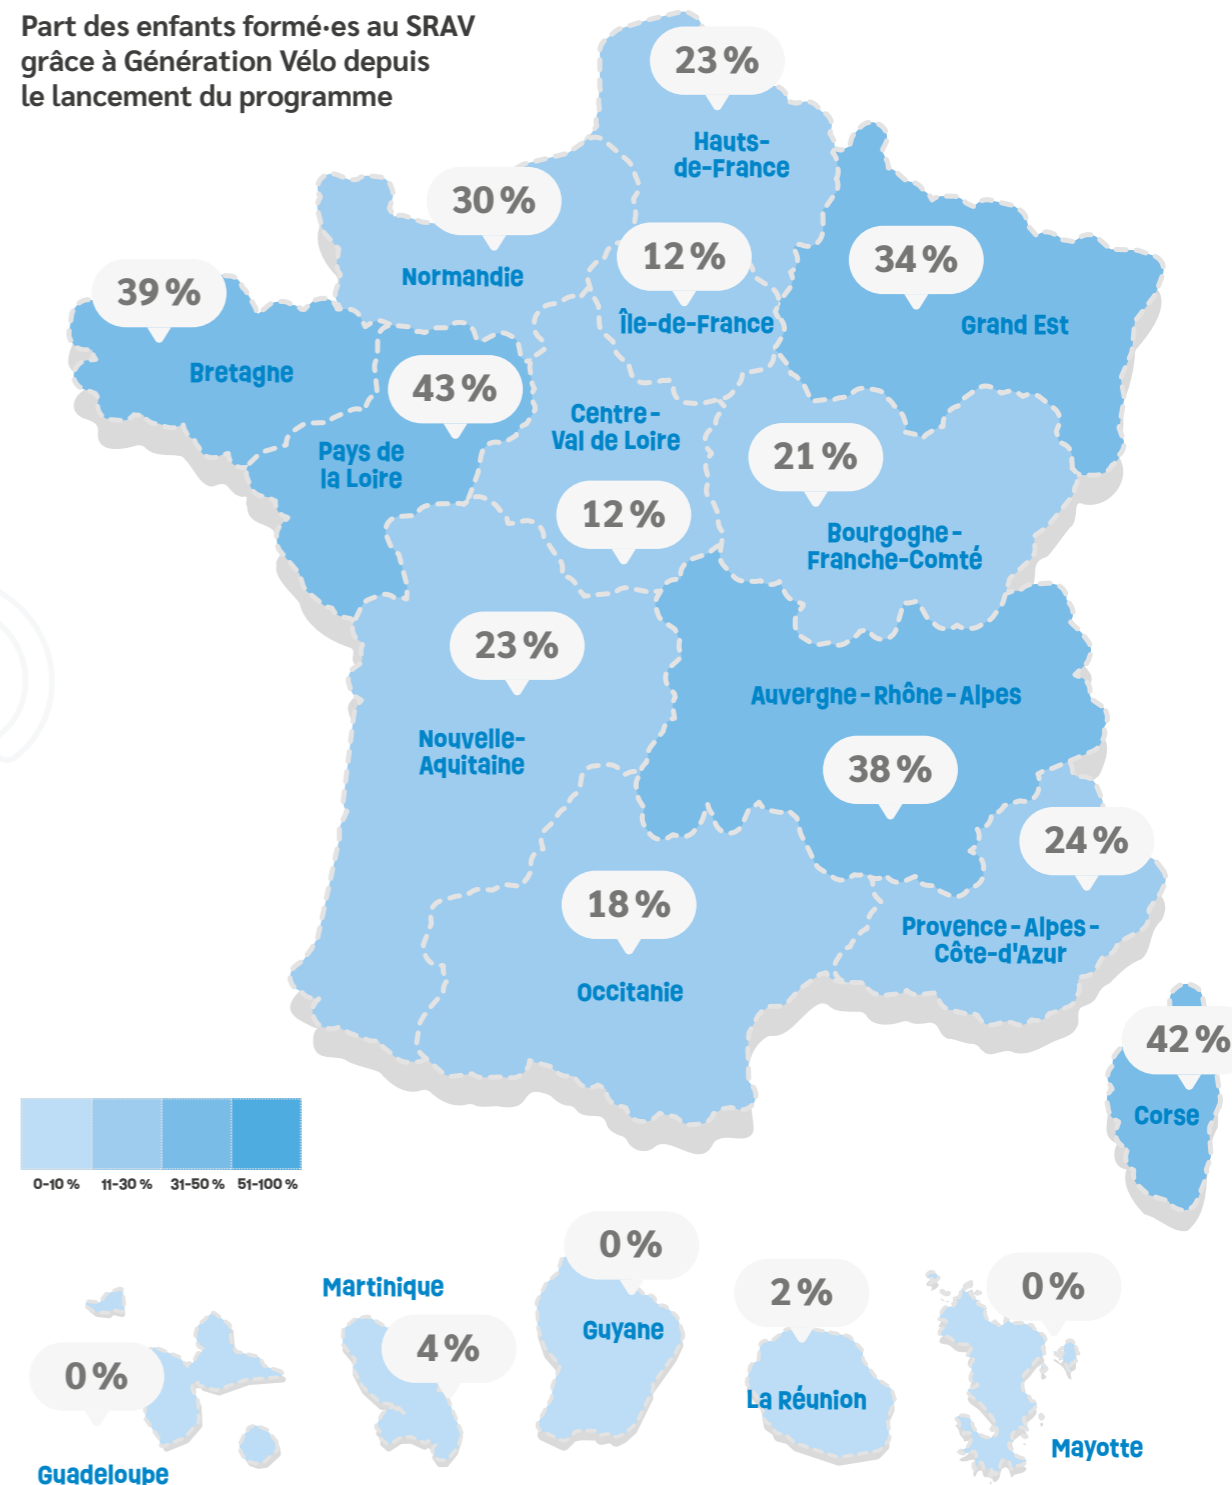 Part des enfants formé·es au SRAV
grâce à Génération Vélo depuis
le lancement du programme
23 %
Hauts-
de-France
30 %
Normandie
12 %
Île-de-France
34 %
Grand Est
39 %
Bretagne
43 %
Pays de
la Loire
Centre-
Val de Loire
12 %
21 %
Bourgogne-
Franche-Comté
23 %
Nouvelle-
Aquitaine
Auvergne-Rhône-Alpes
38 %
24 %
Provence-Alpes-
Côte-d'Azur
18 %
Occitanie
42 %
Corse
0-10 % 11-30 % 31-50 % 51-100 %
0 %
Guadeloupe
Martinique
4 %
0 %
Guyane
2 %
La Réunion
0 %
Mayotte